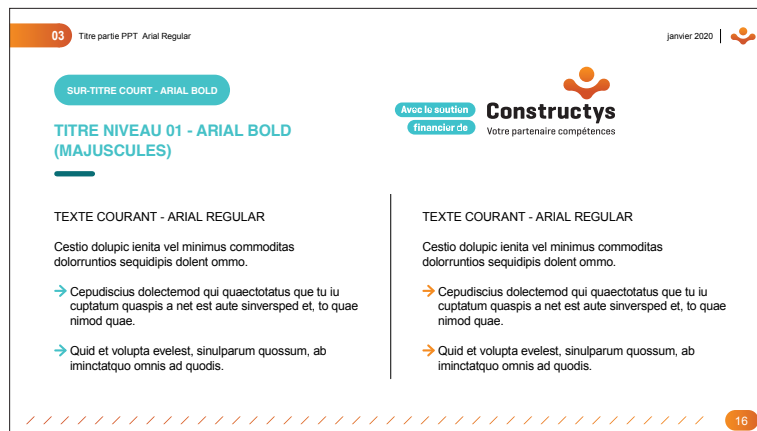 03 Titre partie PPT Arial Regular
janvier 2020
SUR-TITRE COURT - ARIAL BOLD
TITRE NIVEAU 01 - ARIAL BOLD
(MAJUSCULES)
Avec le soutien
financier de
Constructys
Votre partenaire compétences
TEXTE COURANT - ARIAL REGULAR
Cestio dolupic ienita vel minimus commoditas
dolorruntios sequidipis dolent ommo.
→ Cepudiscius dolectemod qui quaectotatus que tu iu
cuptatum quaspis a net est aute sinversped et, to quae
nimod quae.
→ Quid et volupta evelest, sinulparum quossum, ab
iminctatquo omnis ad quodis.
TEXTE COURANT - ARIAL REGULAR
Cestio dolupic ienita vel minimus commoditas
dolorruntios sequidipis dolent ommo.
→ Cepudiscius dolectemod qui quaectotatus que tu iu
cuptatum quaspis a net est aute sinversped et, to quae
nimod quae.
→ Quid et volupta evelest, sinulparum quossum, ab
iminctatquo omnis ad quodis.
16